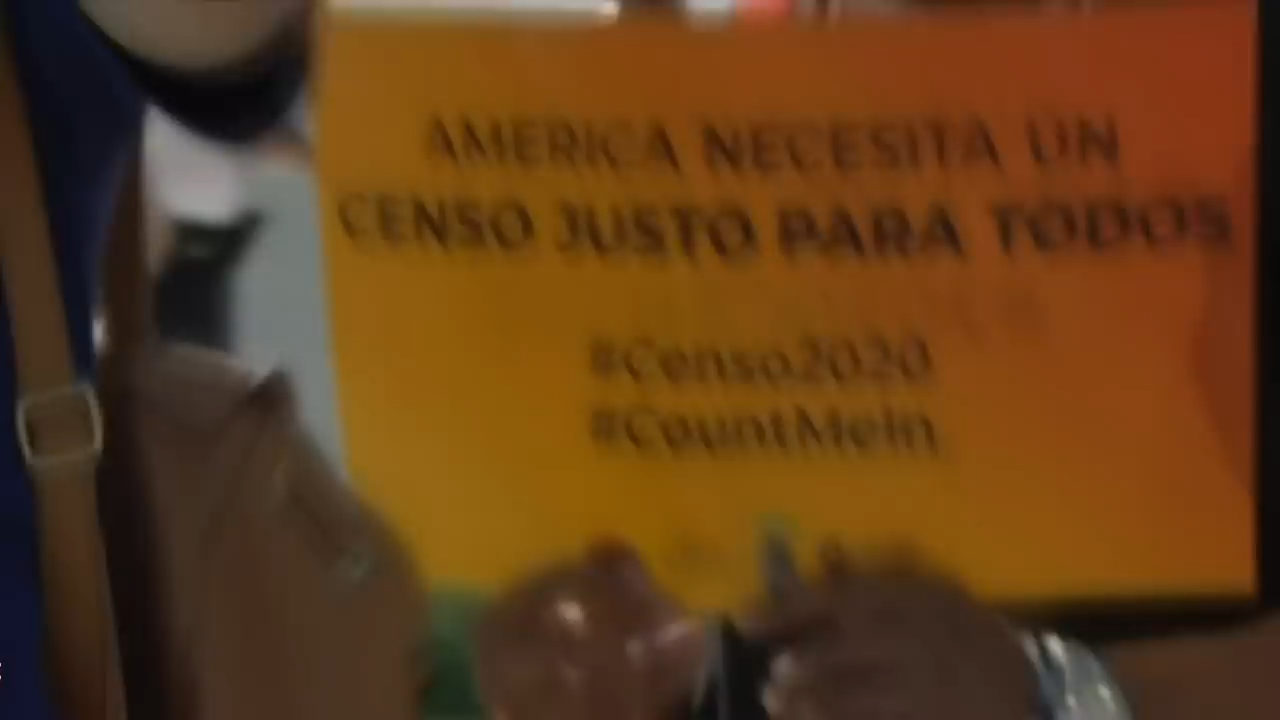 AMERICA NECESITA UN
CENSO JUSTO PARA TODOS
#Censo2020
#CountMeIn